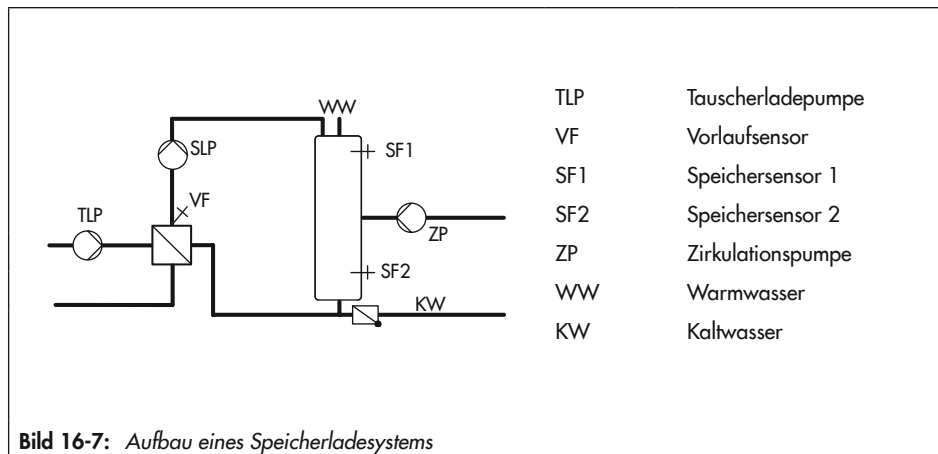 WW
SLP
SF1
VF
TLP
ZP
SF2
KW
TLP Tauscherladepumpe
VF Vorlaufsensor
SF1 Speichersensor 1
SF2 Speichersensor 2
ZP Zirkulationspumpe
WW Warmwasser
KW Kaltwasser
Bild 16-7: Aufbau eines Speicherladesystems